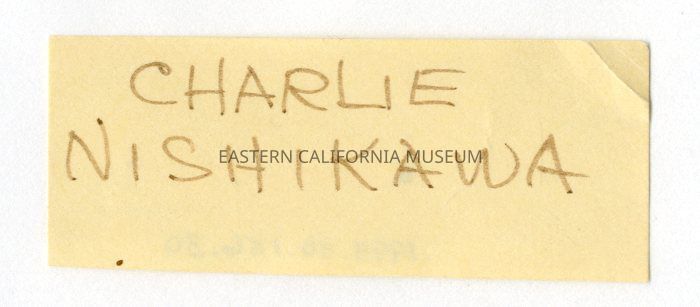 CHARLIE
NISHIKAWA
EASTERN CALIFORNIA MUSEUM